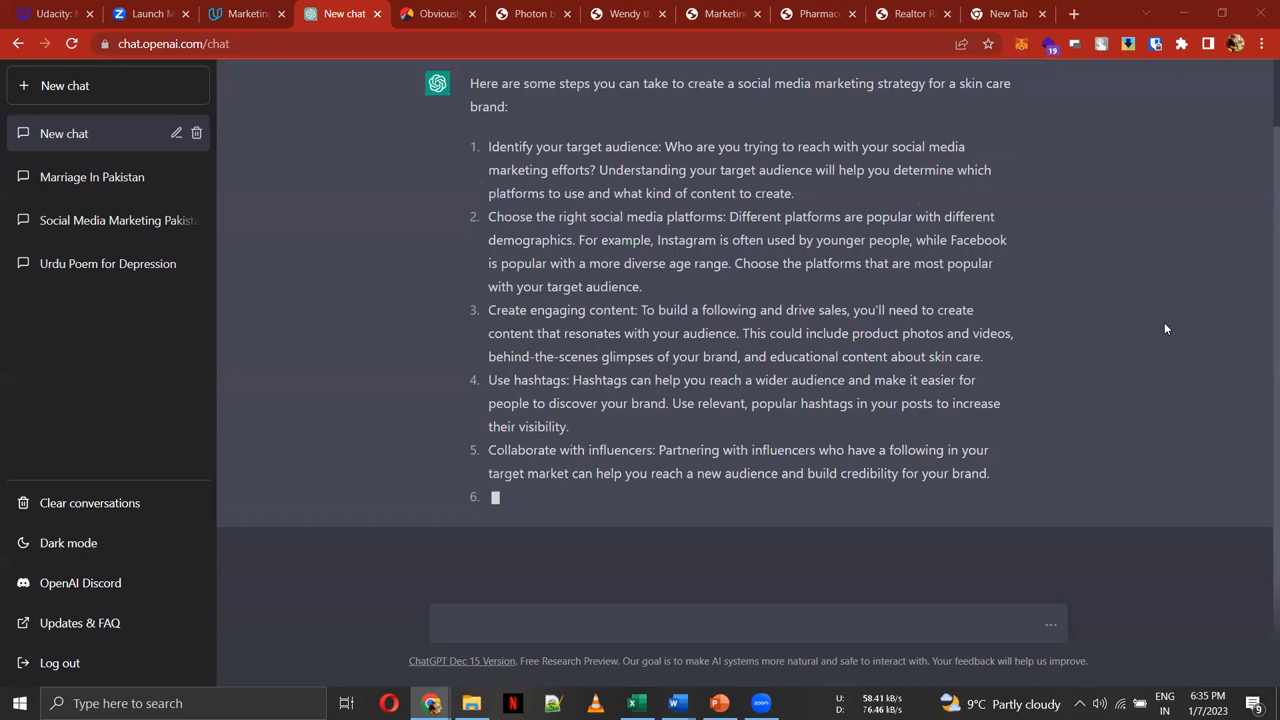 Udacity: M
Launch M
Marketing
New chat
Obviously
Photon b
Wendy th
Marketin
Pharmac
Realtor R
New Tab
chat.openai.com/chat
19
New chat
New chat
Marriage In Pakistan
Social Media Marketing Pakista
Urdu Poem for Depression
Clear conversations
Dark mode
OpenAI Discord
Updates & FAQ
Log out
Here are some steps you can take to create a social media marketing strategy for a skin care
brand:
1. Identify your target audience: Who are you trying to reach with your social media
marketing efforts? Understanding your target audience will help you determine which
platforms to use and what kind of content to create.
2. Choose the right social media platforms: Different platforms are popular with different
demographics. For example, Instagram is often used by younger people, while Facebook
is popular with a more diverse age range. Choose the platforms that are most popular
with your target audience.
3. Create engaging content: To build a following and drive sales, you'll need to create
content that resonates with your audience. This could include product photos and videos,
behind-the-scenes glimpses of your brand, and educational content about skin care.
4. Use hashtags: Hashtags can help you reach a wider audience and make it easier for
people to discover your brand. Use relevant, popular hashtags in your posts to increase
their visibility.
5. Collaborate with influencers: Partnering with influencers who have a following in your
target market can help you reach a new audience and build credibility for your brand.
6.
...
ChatGPT Dec 15 Version. Free Research Preview. Our goal is to make AI systems more natural and safe to interact with. Your feedback will help us improve.
Type here to search
N
zoom
U: 58.41 kB/s
D: 76.46 kB/s
9°C Partly cloudy
ENG
IN
6:35 PM
1/7/2023
9